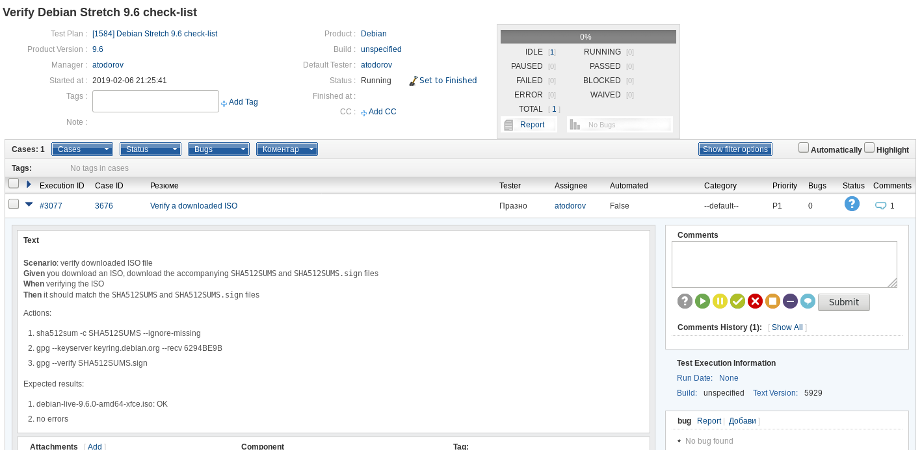 Verify Debian Stretch 9.6 check-list
Test Plan : [1584] Debian Stretch 9.6 check-list
Product : Debian
Product Version : 9.6
Build : unspecified
Manager : atodorov
Default Tester : atodorov
Started at : 2019-02-06 21:25:41
Status : Running Set to Finished
Tags : Add Tag
Finished at :
CC : Add CC
Note :
0%
IDLE [1] RUNNING [0]
PAUSED [0] PASSED [0]
FAILED [0] BLOCKED [0]
ERROR [0] WAIVED [0]
TOTAL [ 1 ]
Report No Bugs
Cases: 1 Cases Status Bugs Коментар Show filter options Automatically Highlight
Tags: No tags in cases
Execution ID Case ID Резюме Tester Assignee Automated Category Priority Bugs Status Comments
#3077 3676 Verify a downloaded ISO Празно atodorov False --default-- P1 0 1
Text
Scenario: verify downloaded ISO file
Given you download an ISO, download the accompanying SHA512SUMS and SHA512SUMS.sign files
When verifying the ISO
Then it should match the SHA512SUMS and SHA512SUMS.sign files
Actions:
1. sha512sum -c SHA512SUMS --ignore-missing
2. gpg --keyserver keyring.debian.org --recv 6294BE9B
3. gpg --verify SHA512SUMS.sign
Expected results:
1. debian-live-9.6.0-amd64-xfce.iso: OK
2. no errors
Attachments [ Add ] Component Tag:
Comments
Submit
Comments History (1): [ Show All ]
Test Execution Information
Run Date: None
Build: unspecified Text Version: 5929
bug Report | Добави ]
No bug found